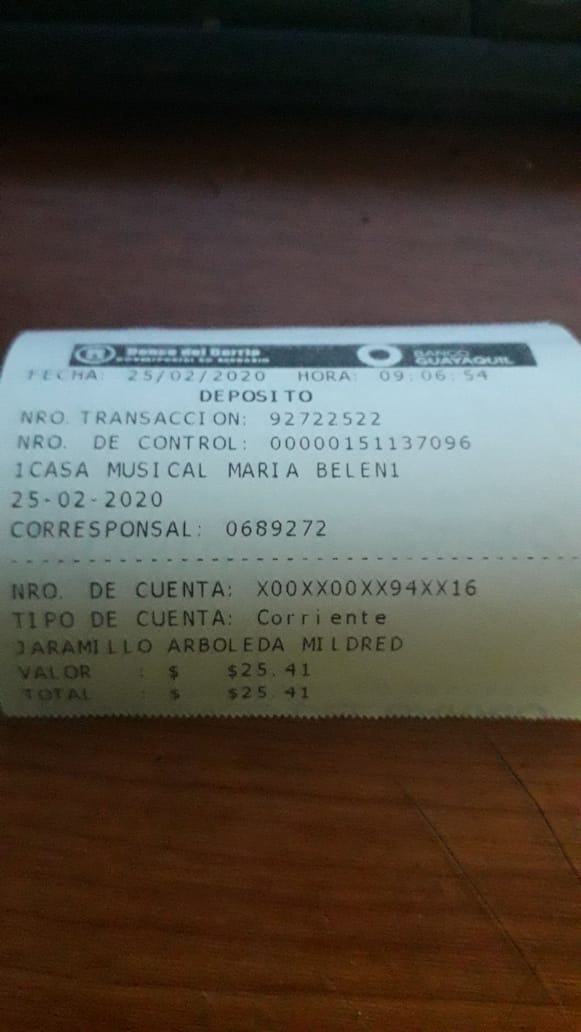 Banco del Barrio
BANCO
GUAYAQUIL
FECHA: 25/02/2020 HORA: 09:06:54
DEPOSITO
NRO. TRANSACCION: 92722522
NRO. DE CONTROL: 00000151137096
1CASA MUSICAL MARIA BELEN1
25-02-2020
CORRESPONSAL: 0689272
--------------------------------
NRO. DE CUENTA: X00XX00XX94XX16
TIPO DE CUENTA: Corriente
JARAMILLO ARBOLEDA MILDRED
VALOR : $ $25.41
TOTAL : $ $25.41